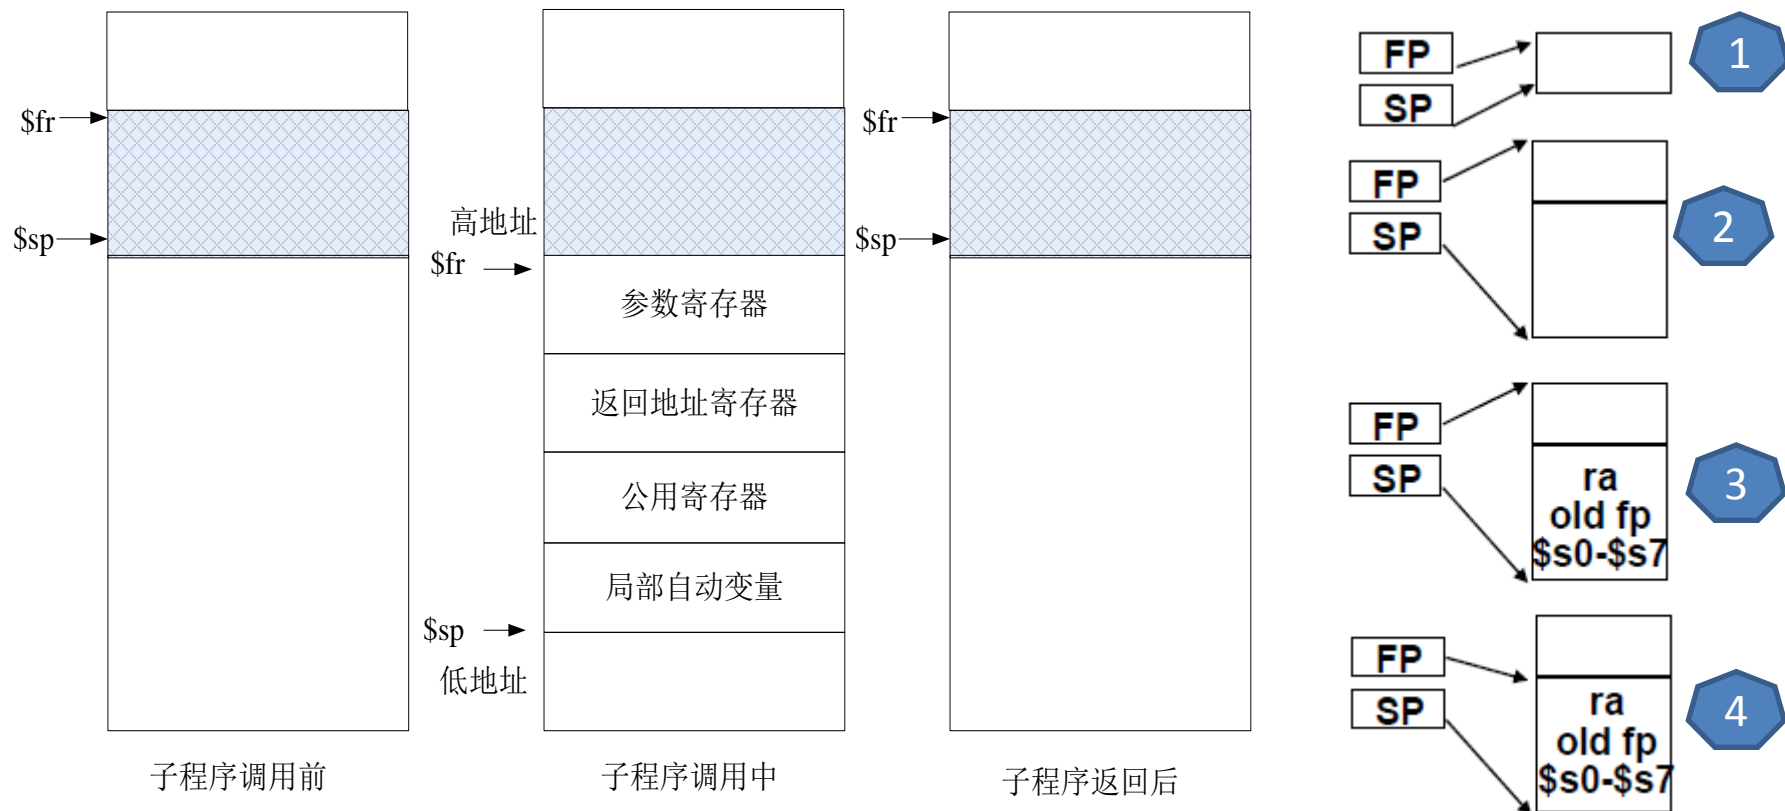 $fr
$sp
子程序调用前
高地址
$fr
参数寄存器
返回地址寄存器
公用寄存器
局部自动变量
$sp
低地址
子程序调用中
$fr
$sp
子程序返回后
FP
SP
1
FP
SP
2
FP
SP
ra
old fp
$s0-$s7
3
FP
SP
ra
old fp
$s0-$s7
4